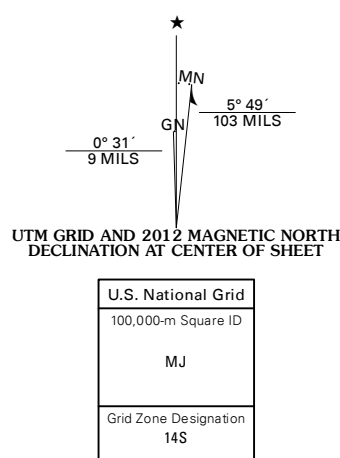 ★
MN
GN
5° 49´
103 MILS
0° 31´
9 MILS
UTM GRID AND 2012 MAGNETIC NORTH
DECLINATION AT CENTER OF SHEET
U.S. National Grid
100,000-m Square ID
MJ
Grid Zone Designation
14S